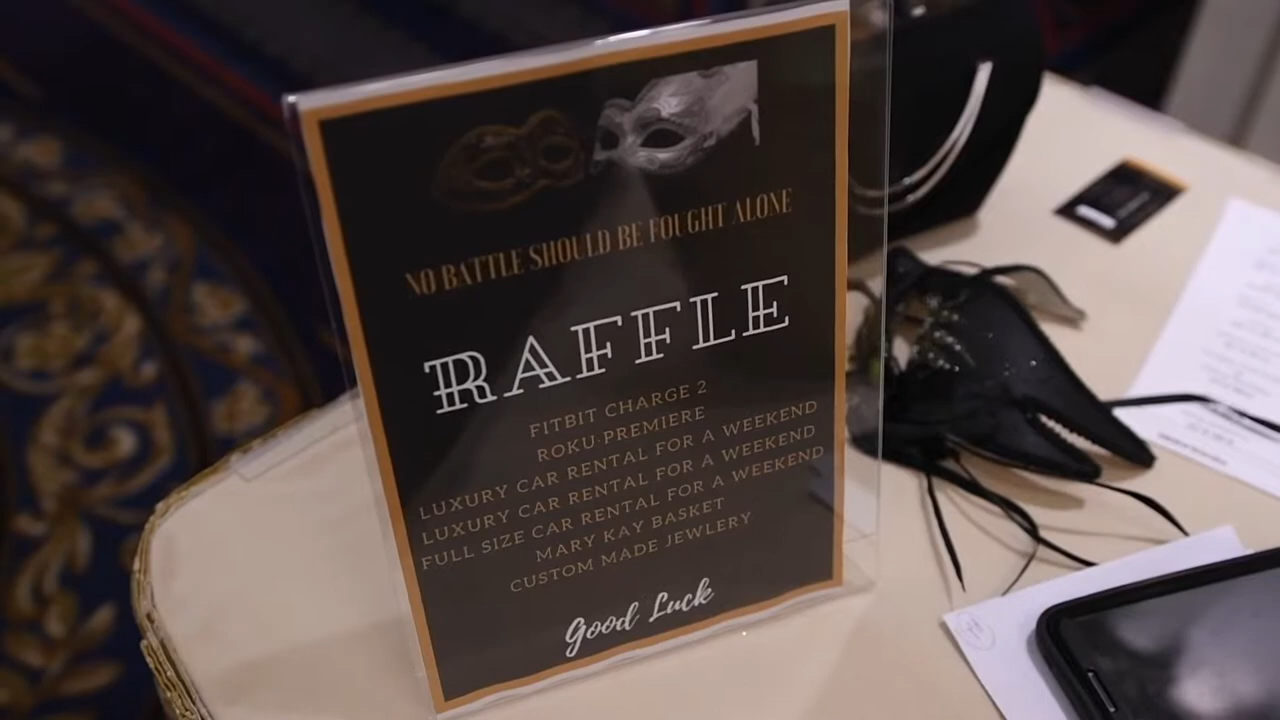 NO BATTLE SHOULD BE FOUGHT ALONE
RAFFLE
FITBIT CHARGE 2
ROKU PREMIERE
LUXURY CAR RENTAL FOR A WEEKEND
LUXURY CAR RENTAL FOR A WEEKEND
FULL SIZE CAR RENTAL FOR A WEEKEND
MARY KAY BASKET
CUSTOM MADE JEWLERY
Good Luck